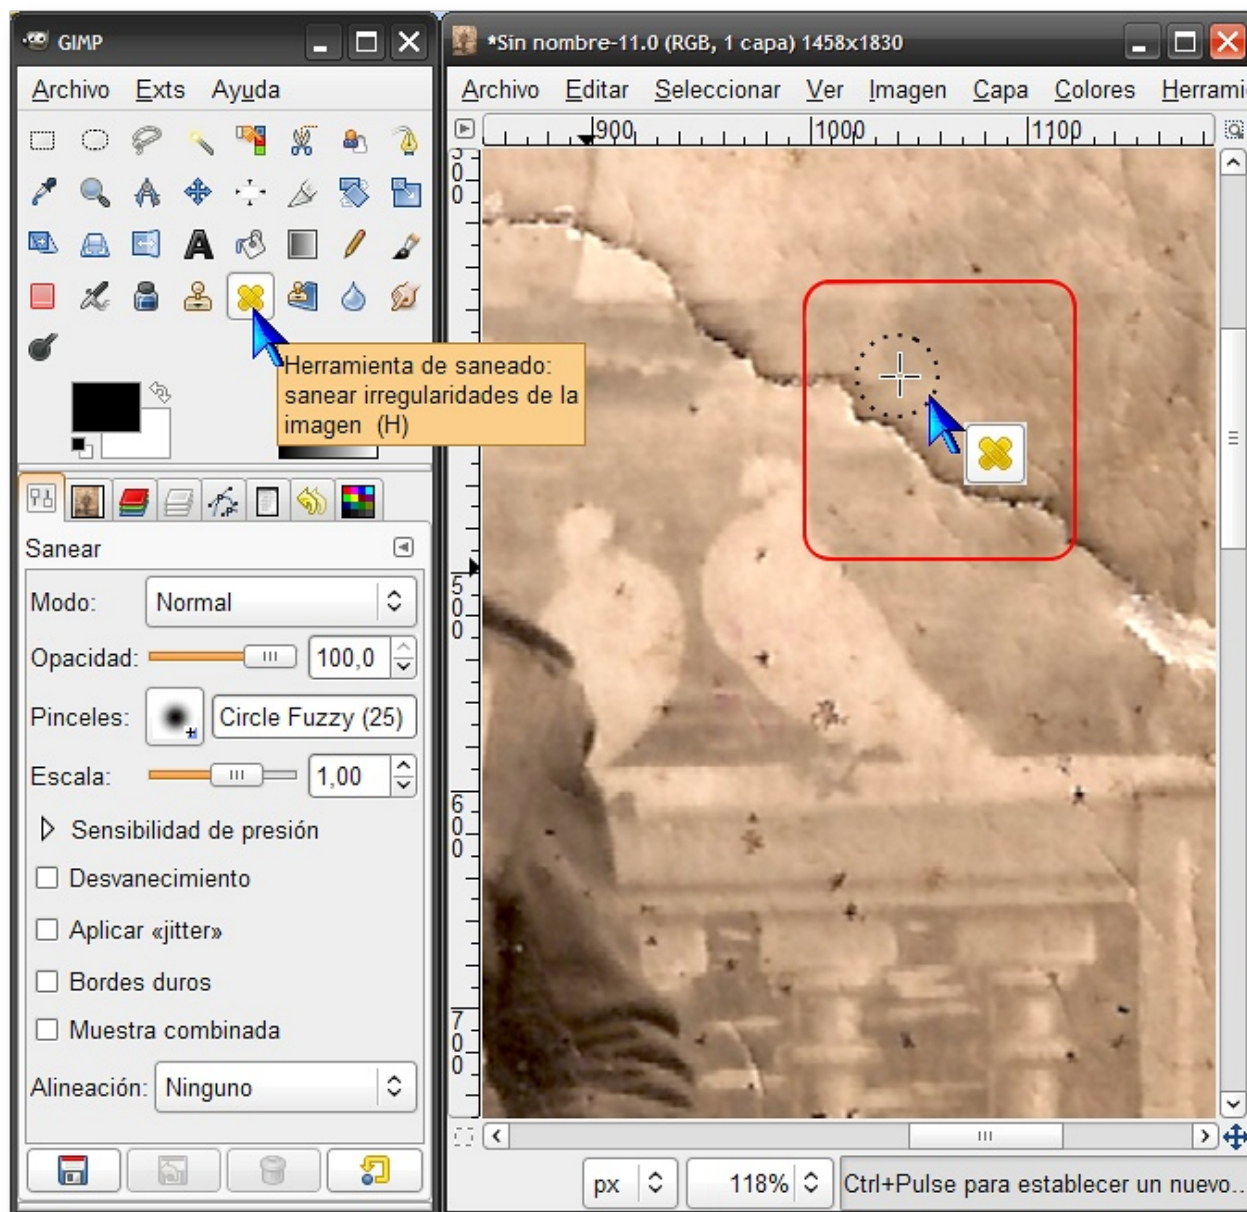 GIMP
Archivo Exts Ayuda
Herramienta de saneado:
sanear irregularidades de la
imagen (H)
Sanear
Modo: Normal
Opacidad: 100,0
Pinceles: Circle Fuzzy (25)
Escala: 1,00
Sensibilidad de presión
Desvanecimiento
Aplicar «jitter»
Bordes duros
Muestra combinada
Alineación: Ninguno
*Sin nombre-11.0 (RGB, 1 capa) 1458x1830
Archivo Editar Seleccionar Ver Imagen Capa Colores Herrami
900 1000 1100
500
600
700
px 118% Ctrl+Pulse para establecer un nuevo...